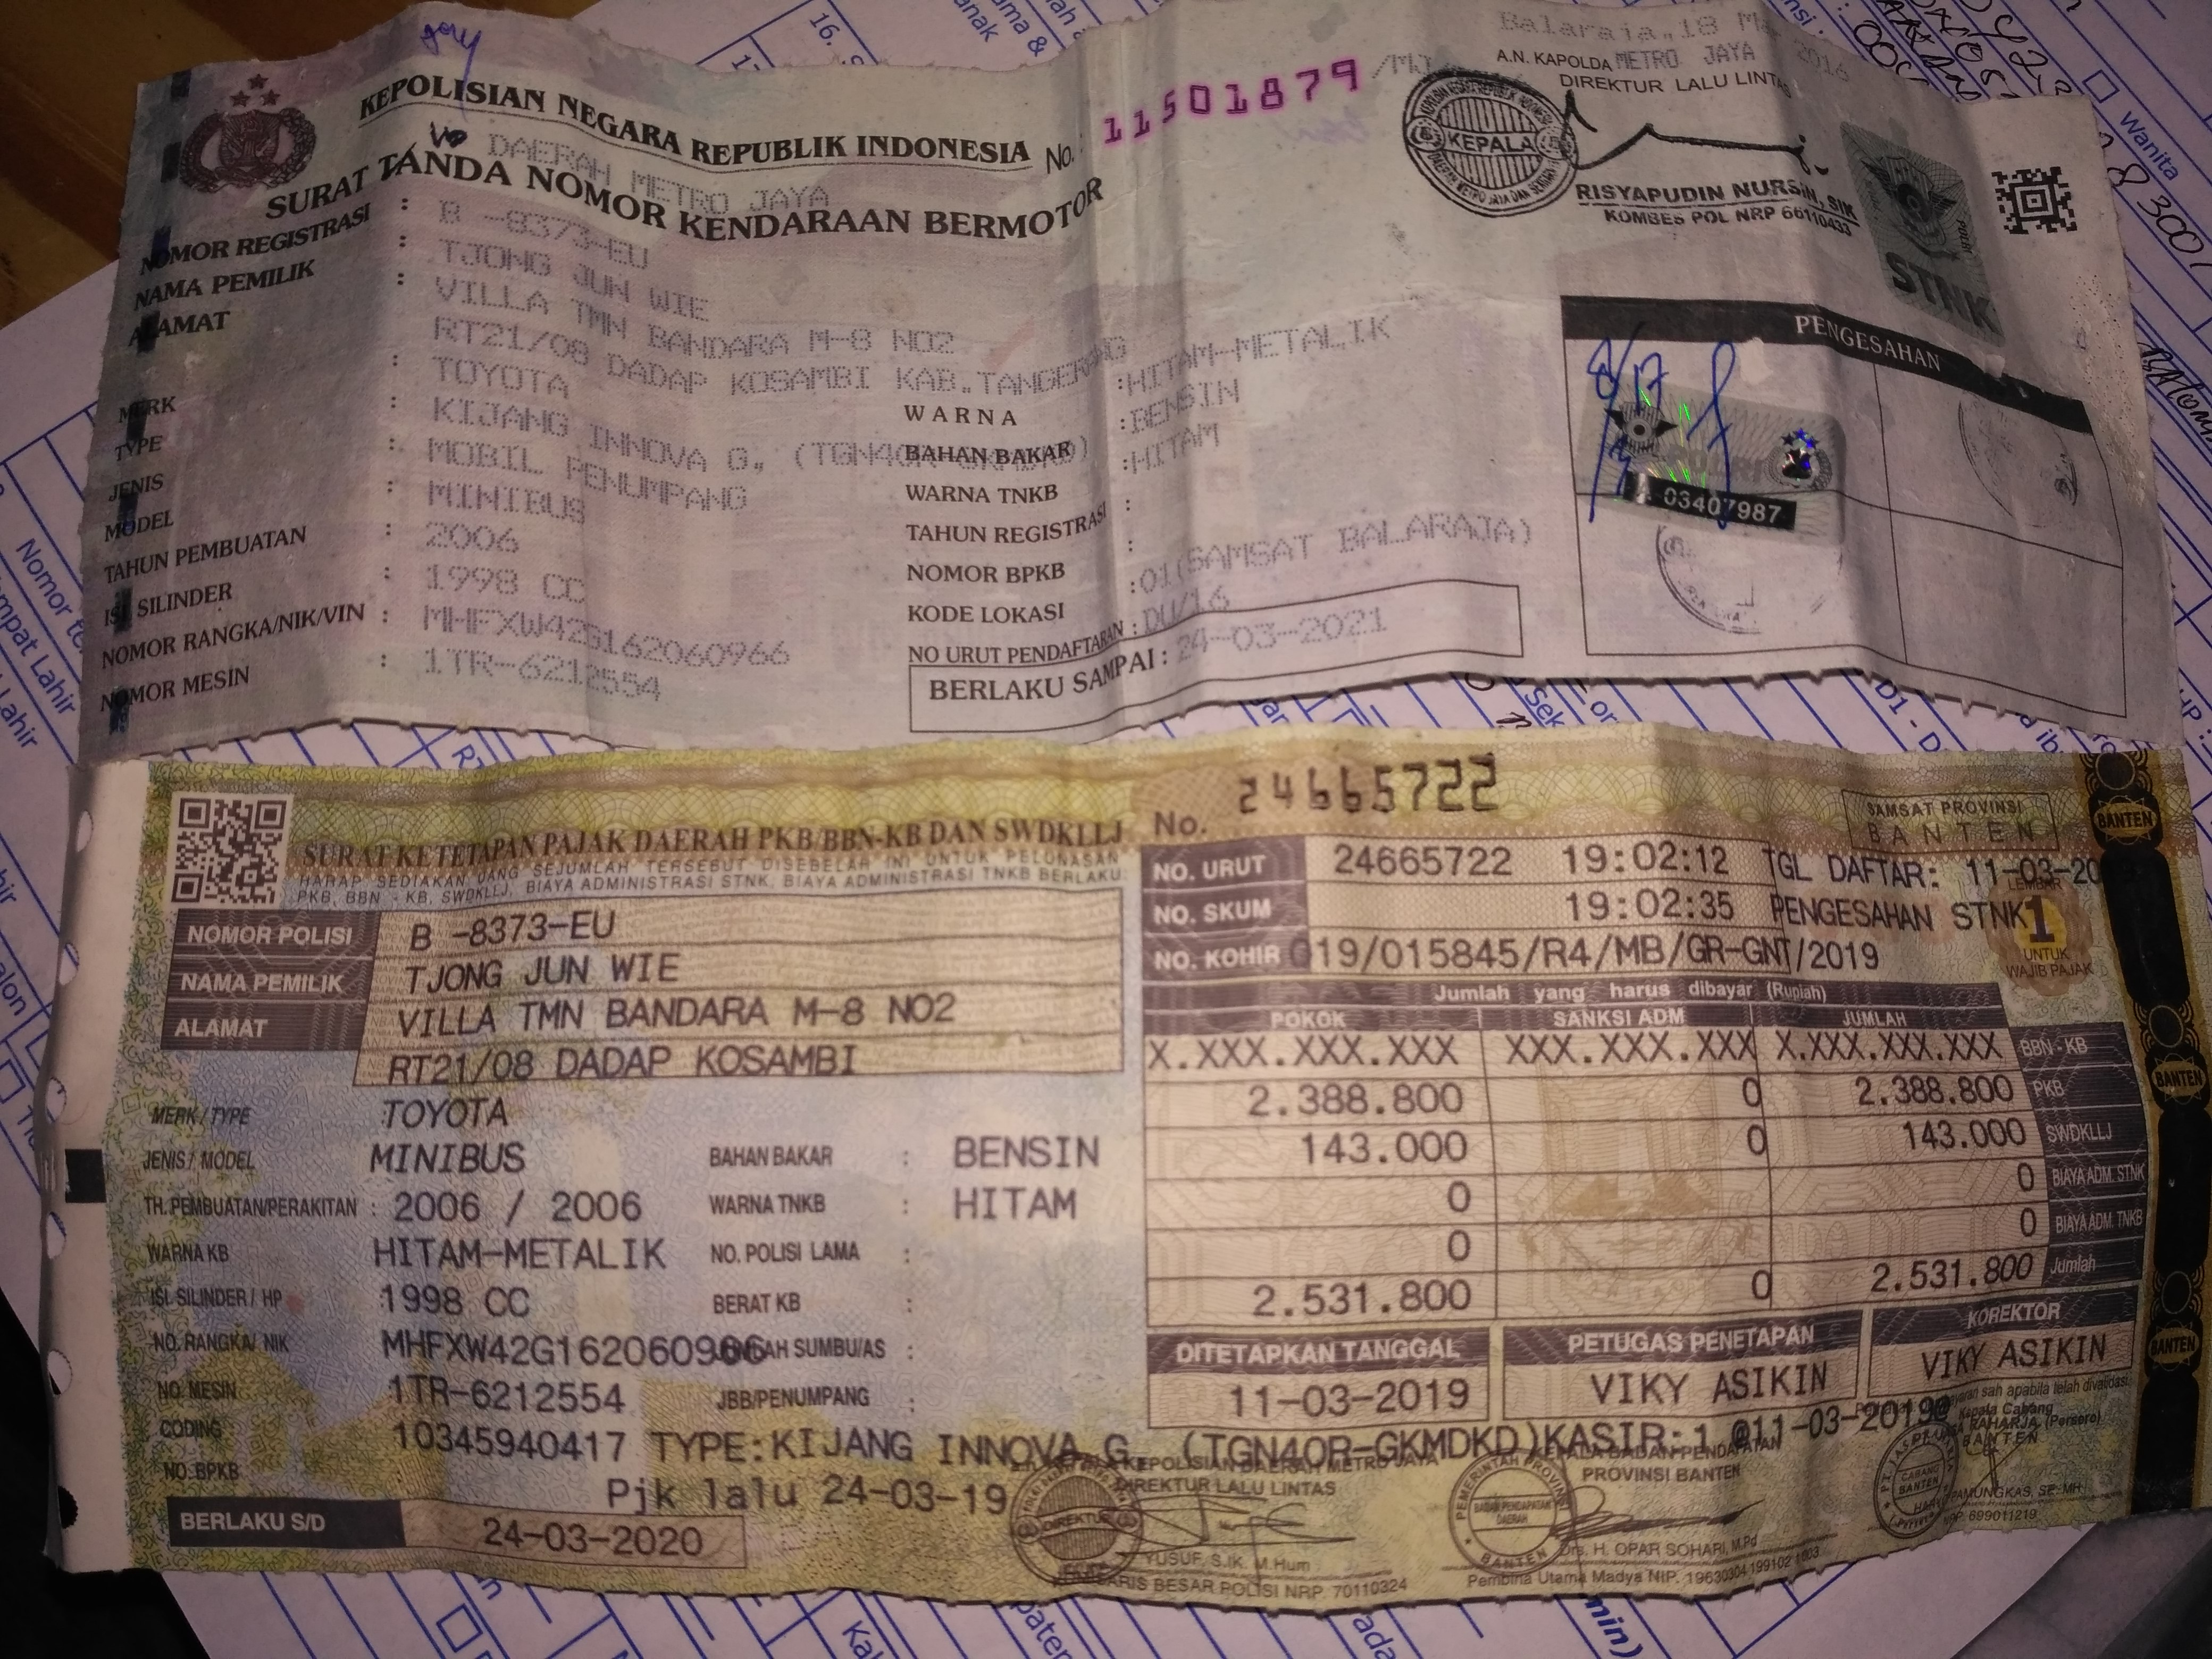 KEPOLISIAN NEGARA REPUBLIK INDONESIA
DAERAH METRO JAYA
SURAT TANDA NOMOR KENDARAAN BERMOTOR
No. 11501879 /MJ
Balaraja, 18 2016
A.N. KAPOLDA METRO JAYA
DIREKTUR LALU LINTAS
KEPALA
RISYAPUDIN NURSIN, SIK
KOMBES POL NRP 66110433
STNK
NOMOR REGISTRASI : B -8373-EU
NAMA PEMILIK : TJONG JUN WIE
ALAMAT : VILLA TMN BANDARA M-8 NO2
RT21/08 DADAP KOSAMBI KAB.TANGERANG
MERK : TOYOTA
TYPE : KIJANG INNOVA G,
JENIS : MOBIL PENUMPANG
MODEL : MINIBUS
TAHUN PEMBUATAN : 2006
ISI SILINDER : 1998 CC
NOMOR RANGKA/NIK/VIN : MHFXW42G162060966
NOMOR MESIN : 1TR-6212554
WARNA : HITAM-METALIK
BAHAN BAKAR : BENSIN
WARNA TNKB : HITAM
TAHUN REGISTRASI :
NOMOR BPKB :
KODE LOKASI : 01(SAMSAT BALARAJA)
NO URUT PENDAFTARAN : DU/16
BERLAKU SAMPAI : 24-03-2021
PENGESAHAN
03407987
SURAT KETETAPAN PAJAK DAERAH PKB/BBN-KB DAN SWDKLLJ
HARAP SEDIAKAN UANG SEJUMLAH TERSEBUT DISEBELAH INI UNTUK PELUNASAN
PKB, BBN - KB, SWDKLLJ, BIAYA ADMINISTRASI STNK, BIAYA ADMINISTRASI TNKB BERLAKU:
No. 24665722
SAMSAT PROVINSI
BANTEN
NOMOR POLISI B -8373-EU
NAMA PEMILIK TJONG JUN WIE
ALAMAT VILLA TMN BANDARA M-8 NO2
RT21/08 DADAP KOSAMBI
MERK / TYPE TOYOTA
JENIS / MODEL MINIBUS
TH. PEMBUATAN/PERAKITAN : 2006 / 2006
WARNA KB HITAM-METALIK
ISI SILINDER / HP 1998 CC
NO. RANGKA/ NIK MHFXW42G162060966
NO. MESIN 1TR-6212554
CODING 10345940417 TYPE:KIJANG INNOVA G (TGN40R-GKMDKD)KASIR:1 @11-03-2019@
NO. BPKB
Pjk lalu 24-03-19
BERLAKU S/D 24-03-2020
BAHAN BAKAR : BENSIN
WARNA TNKB : HITAM
NO. POLISI LAMA :
BERAT KB :
SUMBU/AS :
JBB/PENUMPANG :
NO. URUT 24665722 19:02:12 TGL DAFTAR: 11-03-20
NO. SKUM 19:02:35 PENGESAHAN STNK
NO. KOHIR 019/015845/R4/MB/GR-GNT/2019
LEMBAR
1
UNTUK
WAJIB PAJAK
Jumlah yang harus dibayar (Rupiah)
POKOK SANKSI ADM JUMLAH
X.XXX.XXX.XXX XXX.XXX.XXX X.XXX.XXX.XXX BBN - KB
2.388.800 0 2.388.800 PKB
143.000 0 143.000 SWDKLLJ
0 0 BIAYA ADM. STNK
0 0 BIAYA ADM. TNKB
2.531.800 0 2.531.800 Jumlah
DITETAPKAN TANGGAL PETUGAS PENETAPAN KOREKTOR
11-03-2019 VIKY ASIKIN VIKY ASIKIN
KEPOLISIAN DAERAH METRO JAYA
DIREKTUR LALU LINTAS
DIREKTUR
YUSUF, S.IK. M.Hum
KOMISARIS BESAR POLISI NRP. 70110324
KEPALA BADAN PENDAPATAN
PROVINSI BANTEN
Drs. H. OPAR SOHARI, M.Pd
Pembina Utama Madya NIP. 19630304 199102 1 003
Kepala Cabang
BANTEN
PAMUNGKAS, SE. MH
NPP. 699011219
BANTEN
BANTEN
BANTEN
16.
Wanita
Nomor te
mpat Lahir
Lahir